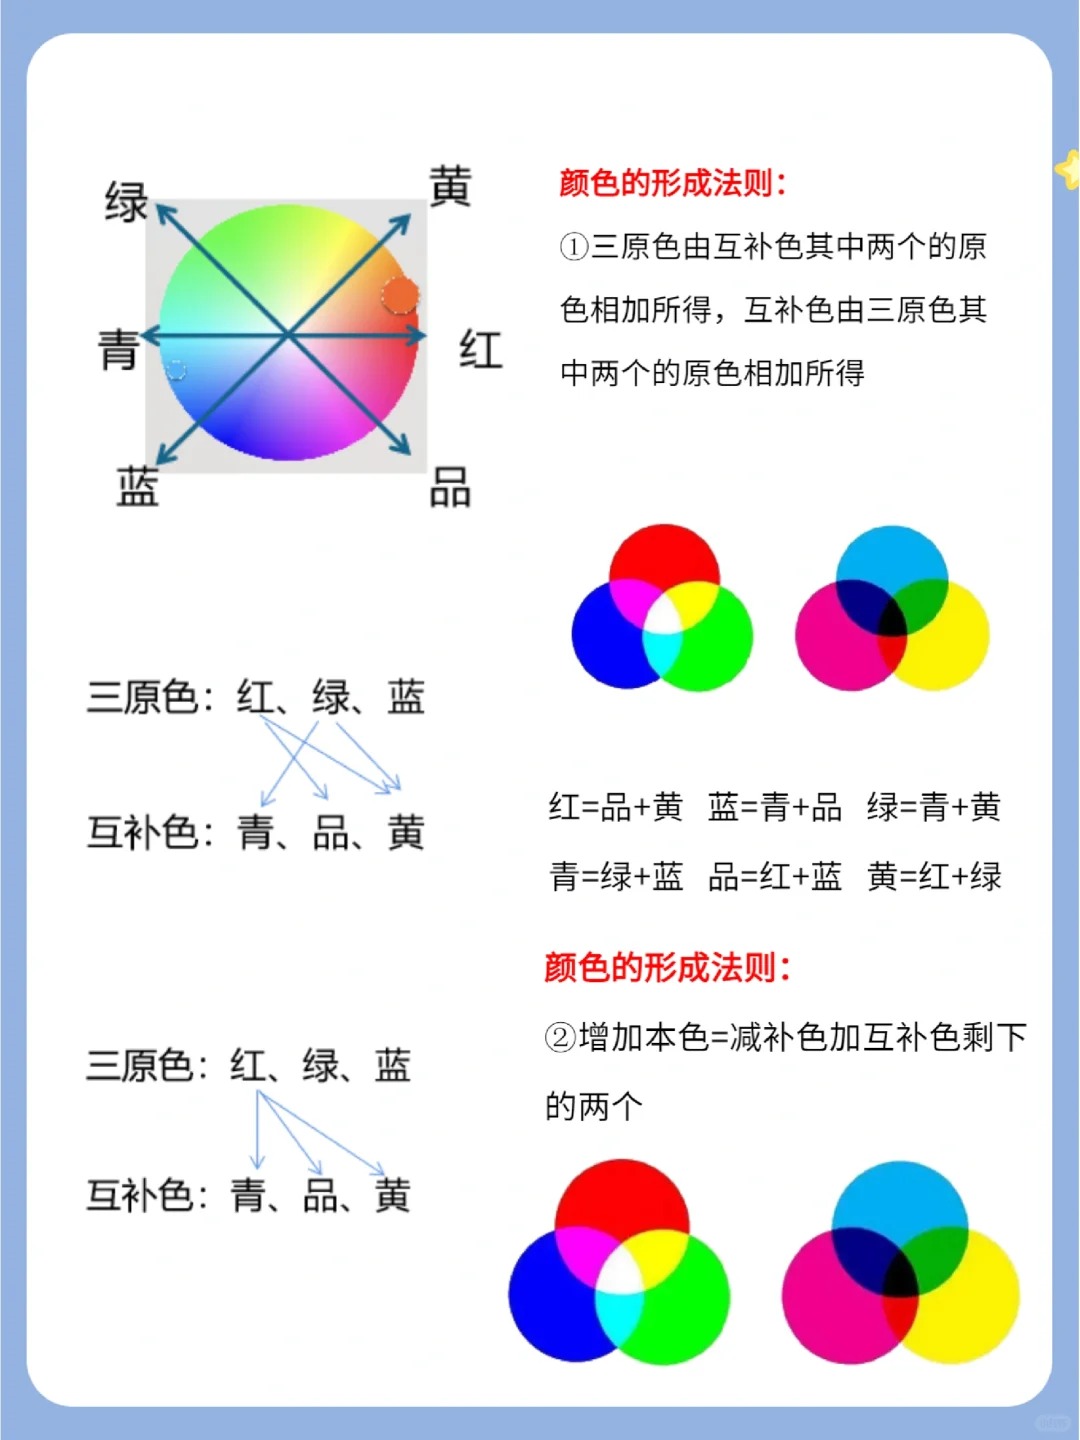 绿
黄
青
红
蓝
品
颜色的形成法则：
①三原色由互补色其中两个的原
色相加所得，互补色由三原色其
中两个的原色相加所得
三原色：红、绿、蓝
互补色：青、品、黄
红=品+黄 蓝=青+品 绿=青+黄
青=绿+蓝 品=红+蓝 黄=红+绿
颜色的形成法则：
②增加本色=减补色加互补色剩下
的两个
三原色：红、绿、蓝
互补色：青、品、黄